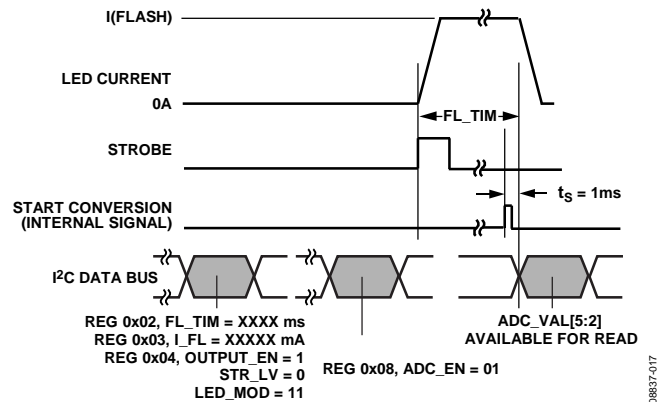 I(FLASH)
LED CURRENT
0A
FL_TIM
STROBE
tS = 1ms
START CONVERSION
(INTERNAL SIGNAL)
I2C DATA BUS
REG 0x02, FL_TIM = XXXX ms
REG 0x03, I_FL = XXXXX mA
REG 0x04, OUTPUT_EN = 1
STR_LV = 0
LED_MOD = 11
REG 0x08, ADC_EN = 01
ADC_VAL[5:2]
AVAILABLE FOR READ
08837-017